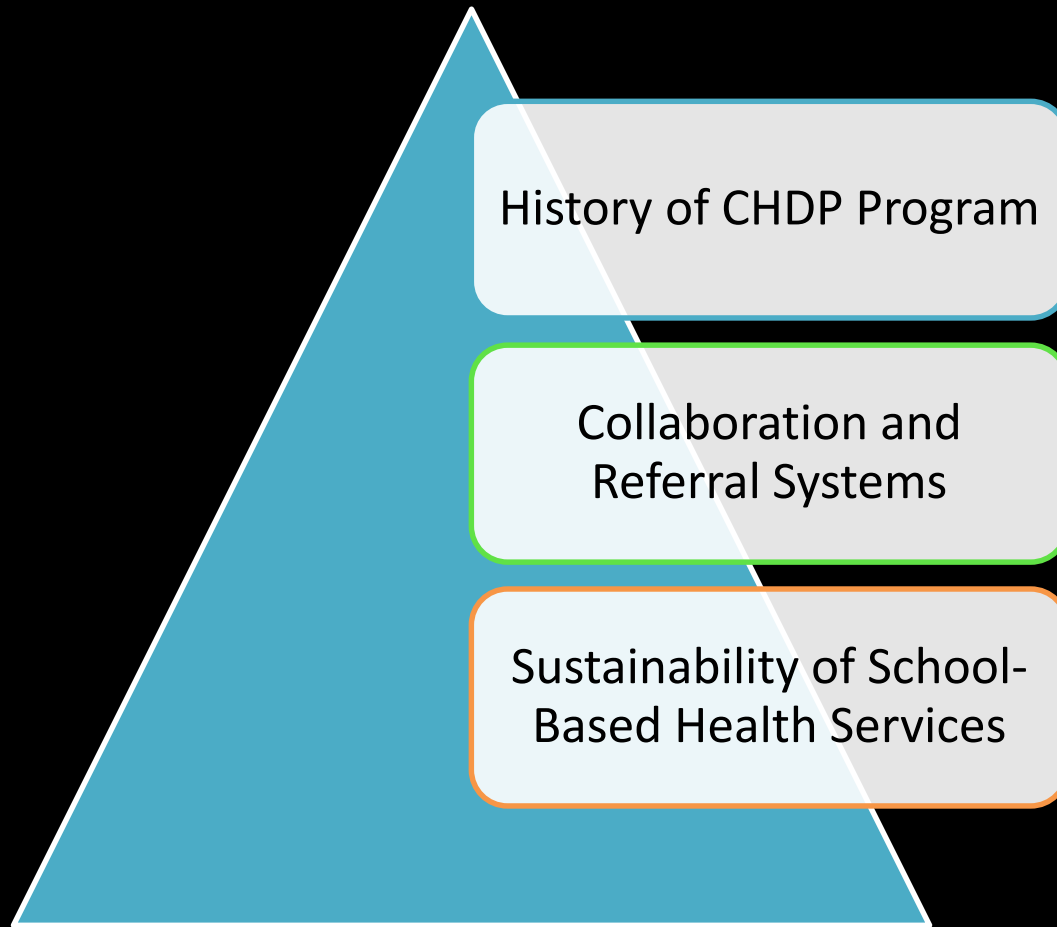 History of CHDP Program
Collaboration and
Referral Systems
Sustainability of School-
Based Health Services